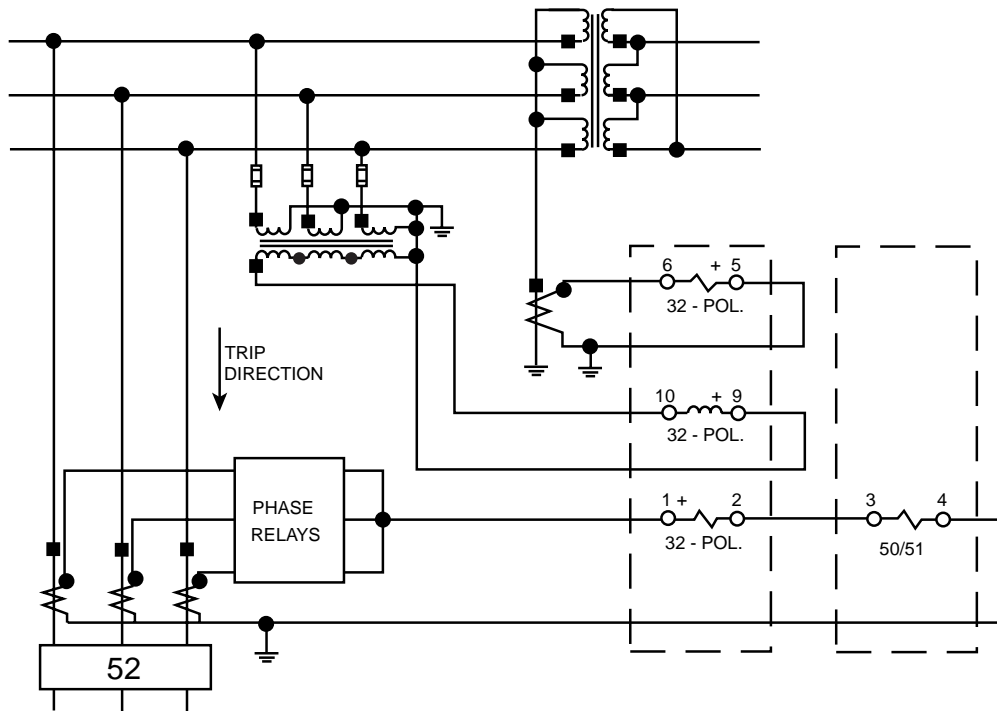 6 + 5
32 - POL.
TRIP
DIRECTION
10 + 9
32 - POL.
PHASE
RELAYS
1 + 2
32 - POL.
3 4
50/51
52